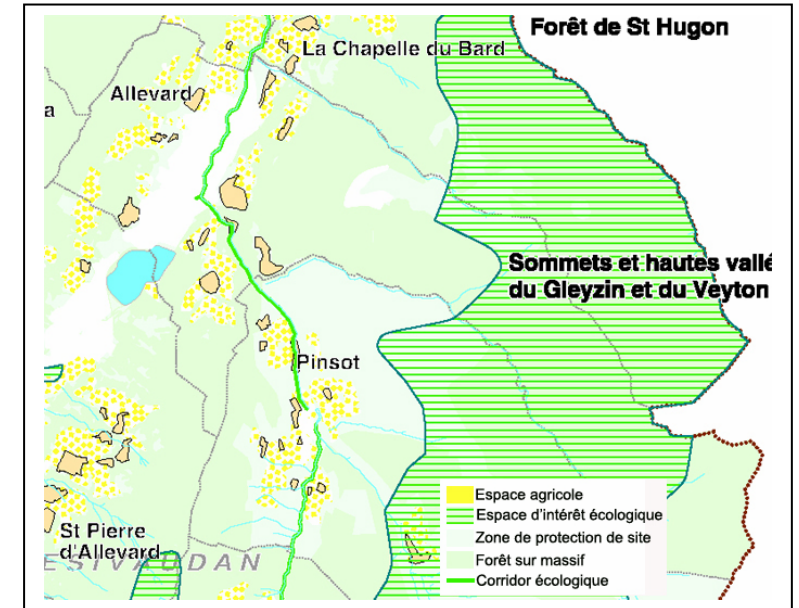 Forêt de St Hugon
La Chapelle du Bard
Allevard
a
Sommets et hautes vallé
du Gleyzin et du Veyton
Pinsot
St Pierre
d'Allevard
ESIVAUDAN
Espace agricole
Espace d'intérêt écologique
Zone de protection de site
Forêt sur massif
Corridor écologique